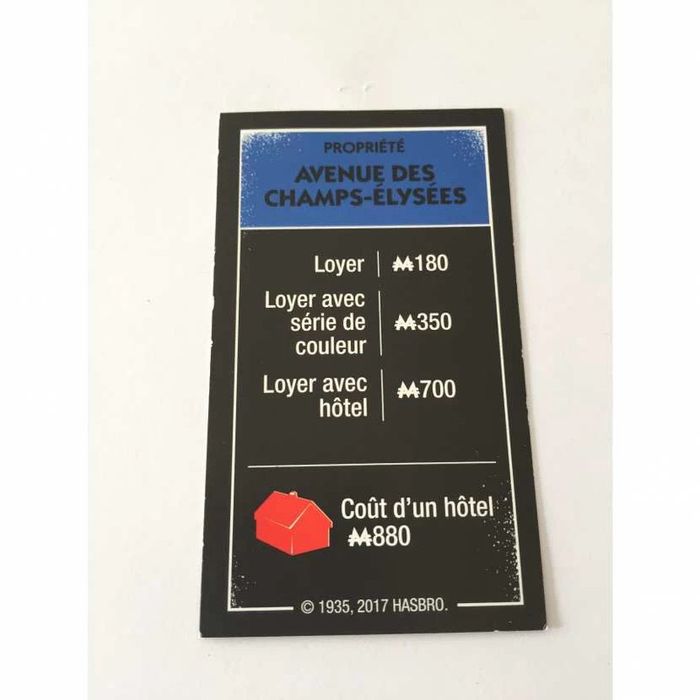 PROPRIÉTÉ
AVENUE DES
CHAMPS-ÉLYSÉES
Loyer ₩180
Loyer avec
série de
couleur ₩350
Loyer avec
hôtel ₩700
Coût d'un hôtel
₩880
© 1935, 2017 HASBRO.